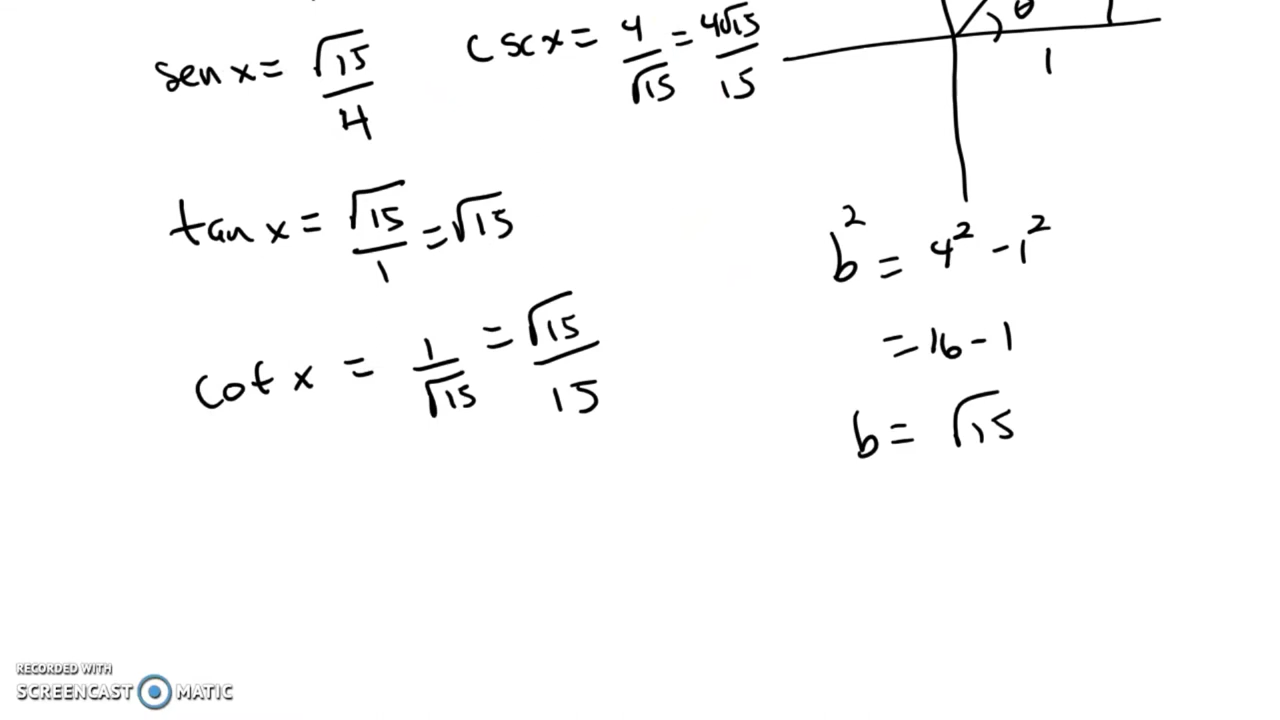 sen x = √15/4
csc x = 4/√15 = 4√15/15
θ
1
tan x = √15/1 = √15
b² = 4² - 1²
= 16 - 1
cot x = 1/√15 = √15/15
b = √15
RECORDED WITH
SCREENCAST MATIC